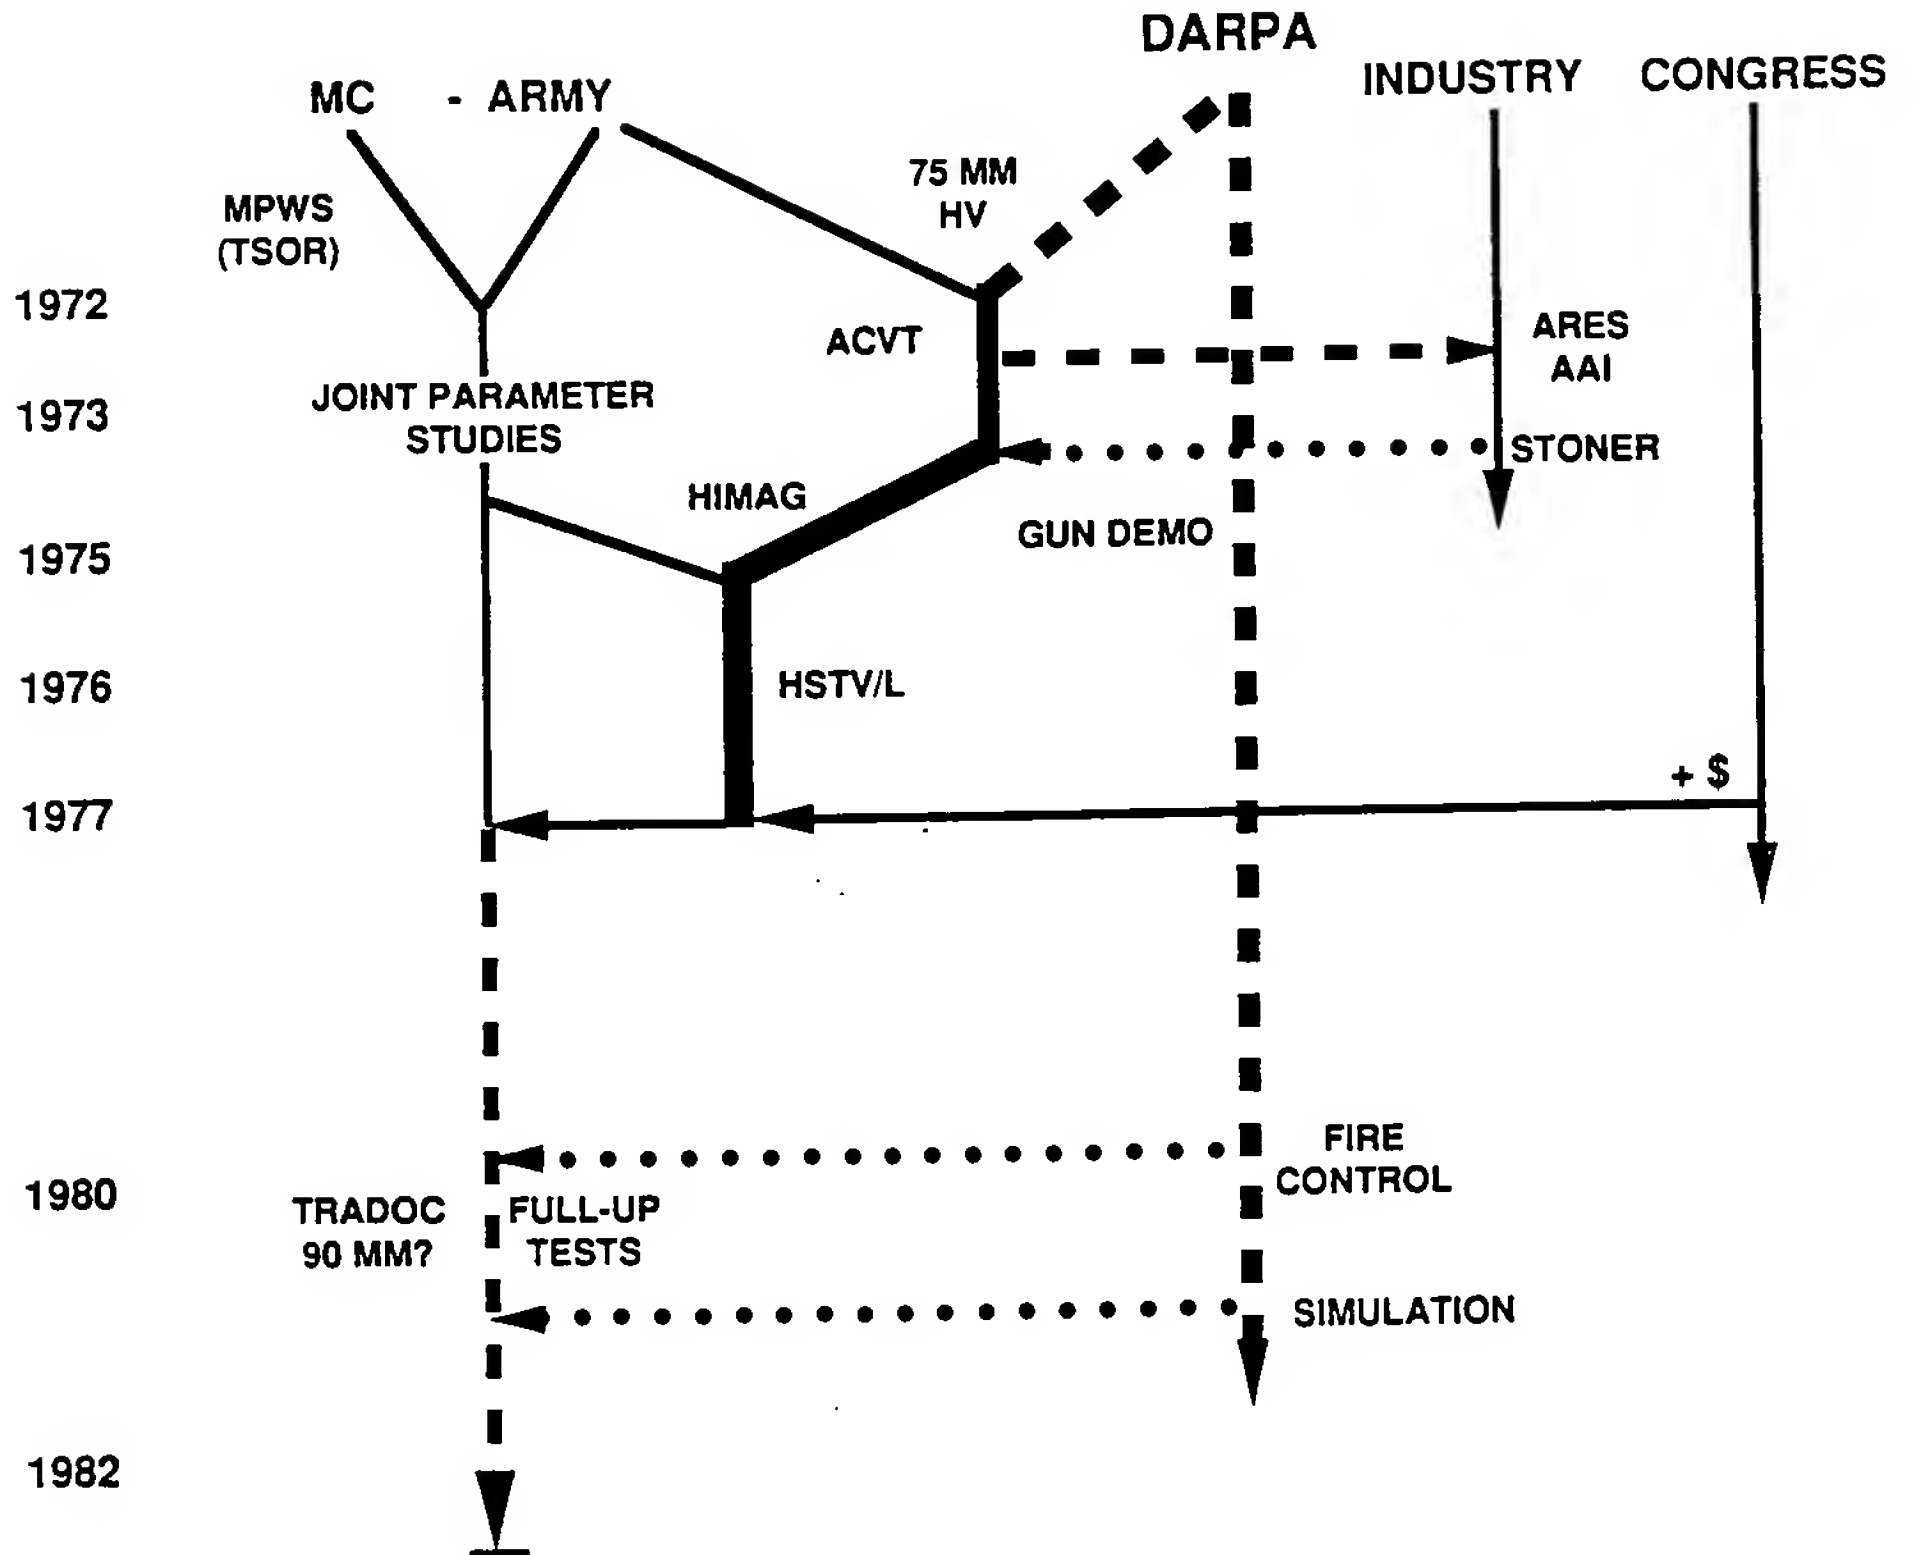 DARPA
MC - ARMY
INDUSTRY
CONGRESS
75 MM
HV
MPWS
(TSOR)
1972
ACVT
ARES
AAI
1973
JOINT PARAMETER
STUDIES
STONER
HIMAG
GUN DEMO
1975
1976
HSTV/L
+ $
1977
FIRE
CONTROL
1980
TRADOC
90 MM?
FULL-UP
TESTS
SIMULATION
1982